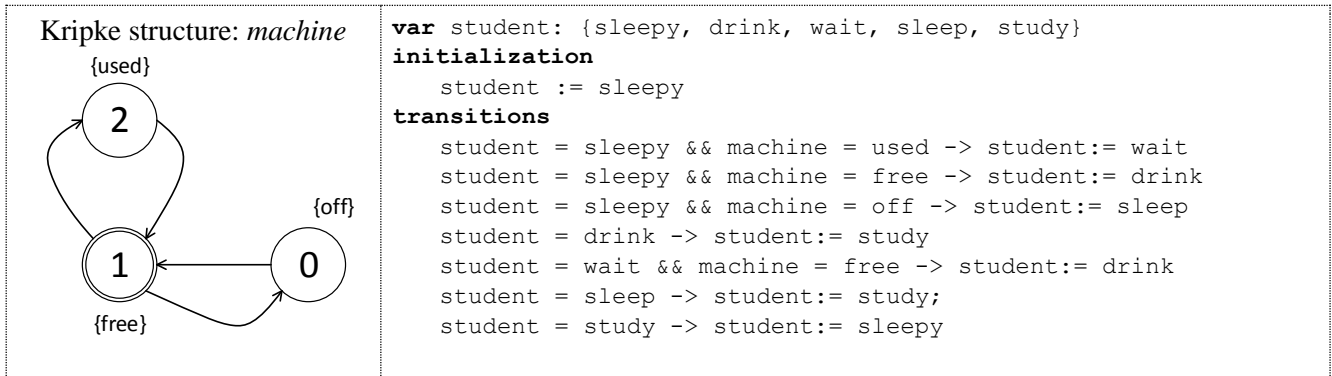 Kripke structure: machine
{used}
2
{off}
1
0
{free}
var student: {sleepy, drink, wait, sleep, study}
initialization
student := sleepy
transitions
student = sleepy && machine = used -> student:= wait
student = sleepy && machine = free -> student:= drink
student = sleepy && machine = off -> student:= sleep
student = drink -> student:= study
student = wait && machine = free -> student:= drink
student = sleep -> student:= study;
student = study -> student:= sleepy